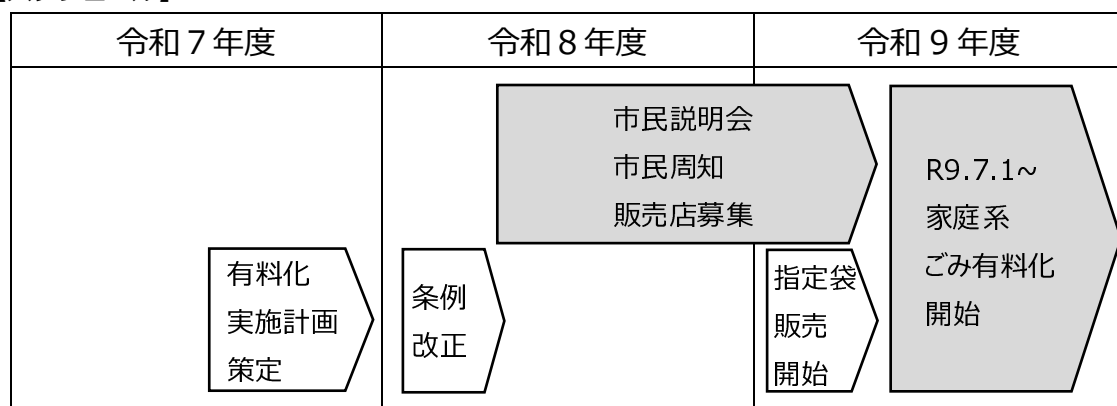 令和７年度
令和８年度
令和９年度
市民説明会
市民周知
販売店募集
R9.7.1~
家庭系
ごみ有料化
開始
有料化
実施計画
策定
条例
改正
指定袋
販売
開始